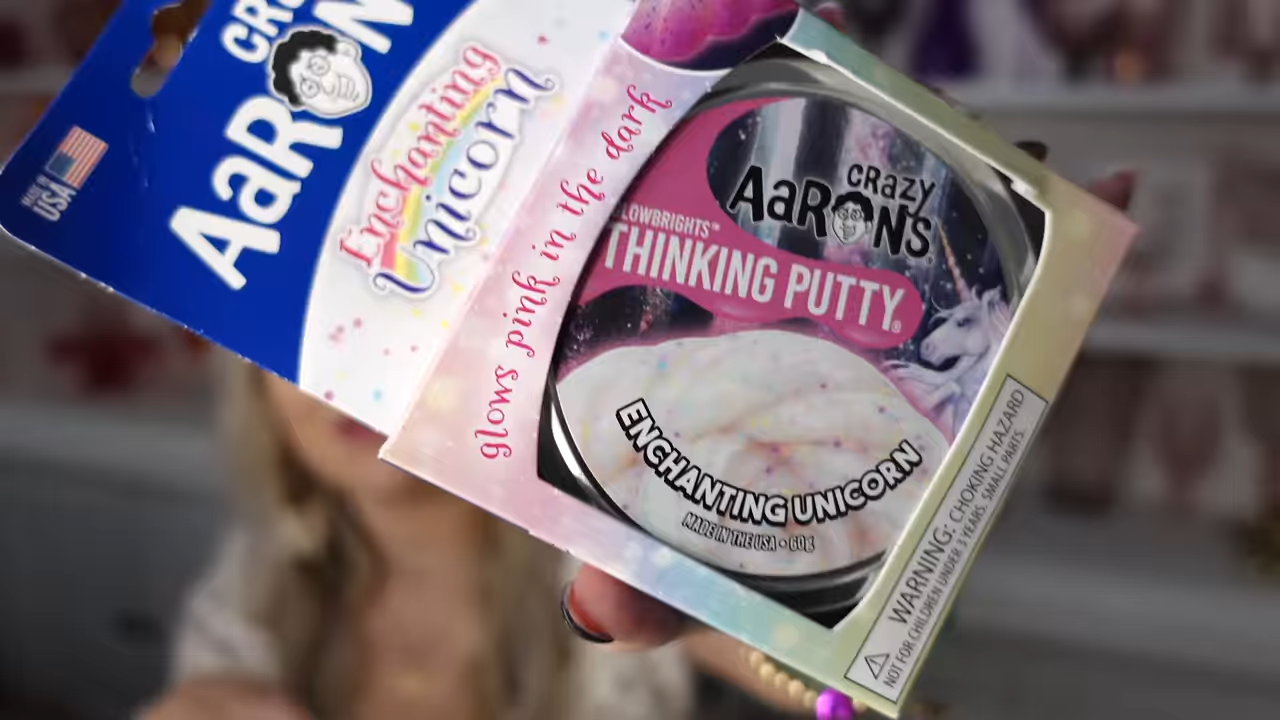 CRAZY
AARONS
MADE IN
USA
Enchanting
Unicorn
glows pink in the dark
CRAZY
AARONS
GLOWBRIGHTS™
THINKING PUTTY®
ENCHANTING UNICORN
MADE IN THE USA • 60g
WARNING: CHOKING HAZARD
NOT FOR CHILDREN UNDER 3 YEARS. SMALL PARTS.